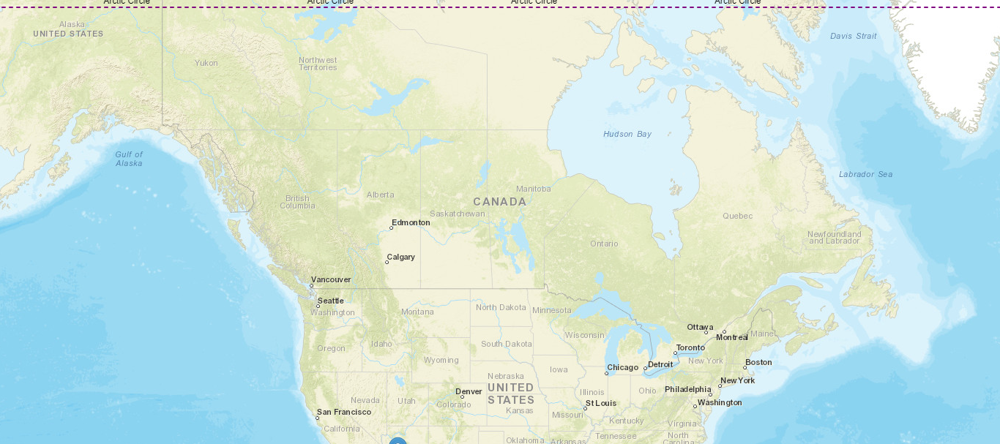 Arctic Circle Arctic Circle Arctic Circle Arctic Circle
Alaska
UNITED STATES
Davis Strait
Yukon
Northwest
Territories
Hudson Bay
Gulf of
Alaska
Labrador Sea
Manitoba
British
Columbia
Alberta
CANADA
Saskatchewan
Quebec
Edmonton
Newfoundland
and Labrador
Ontario
Calgary
Vancouver
Seattle
Washington
Montana
North Dakota
Minnesota
Ottawa
Montreal
Maine
Wisconsin
Oregon
Idaho
South Dakota
Toronto
Wyoming
New York
Boston
Chicago
Detroit
Iowa
Nebraska
New York
UNITED
STATES
Philadelphia
Denver
Illinois
Ohio
Nevada
Utah
Colorado
St Louis
Washington
Kansas
San Francisco
Missouri
Kentucky
California
Virginia
Oklahoma
Arkansas
Tennessee
North
Carolina